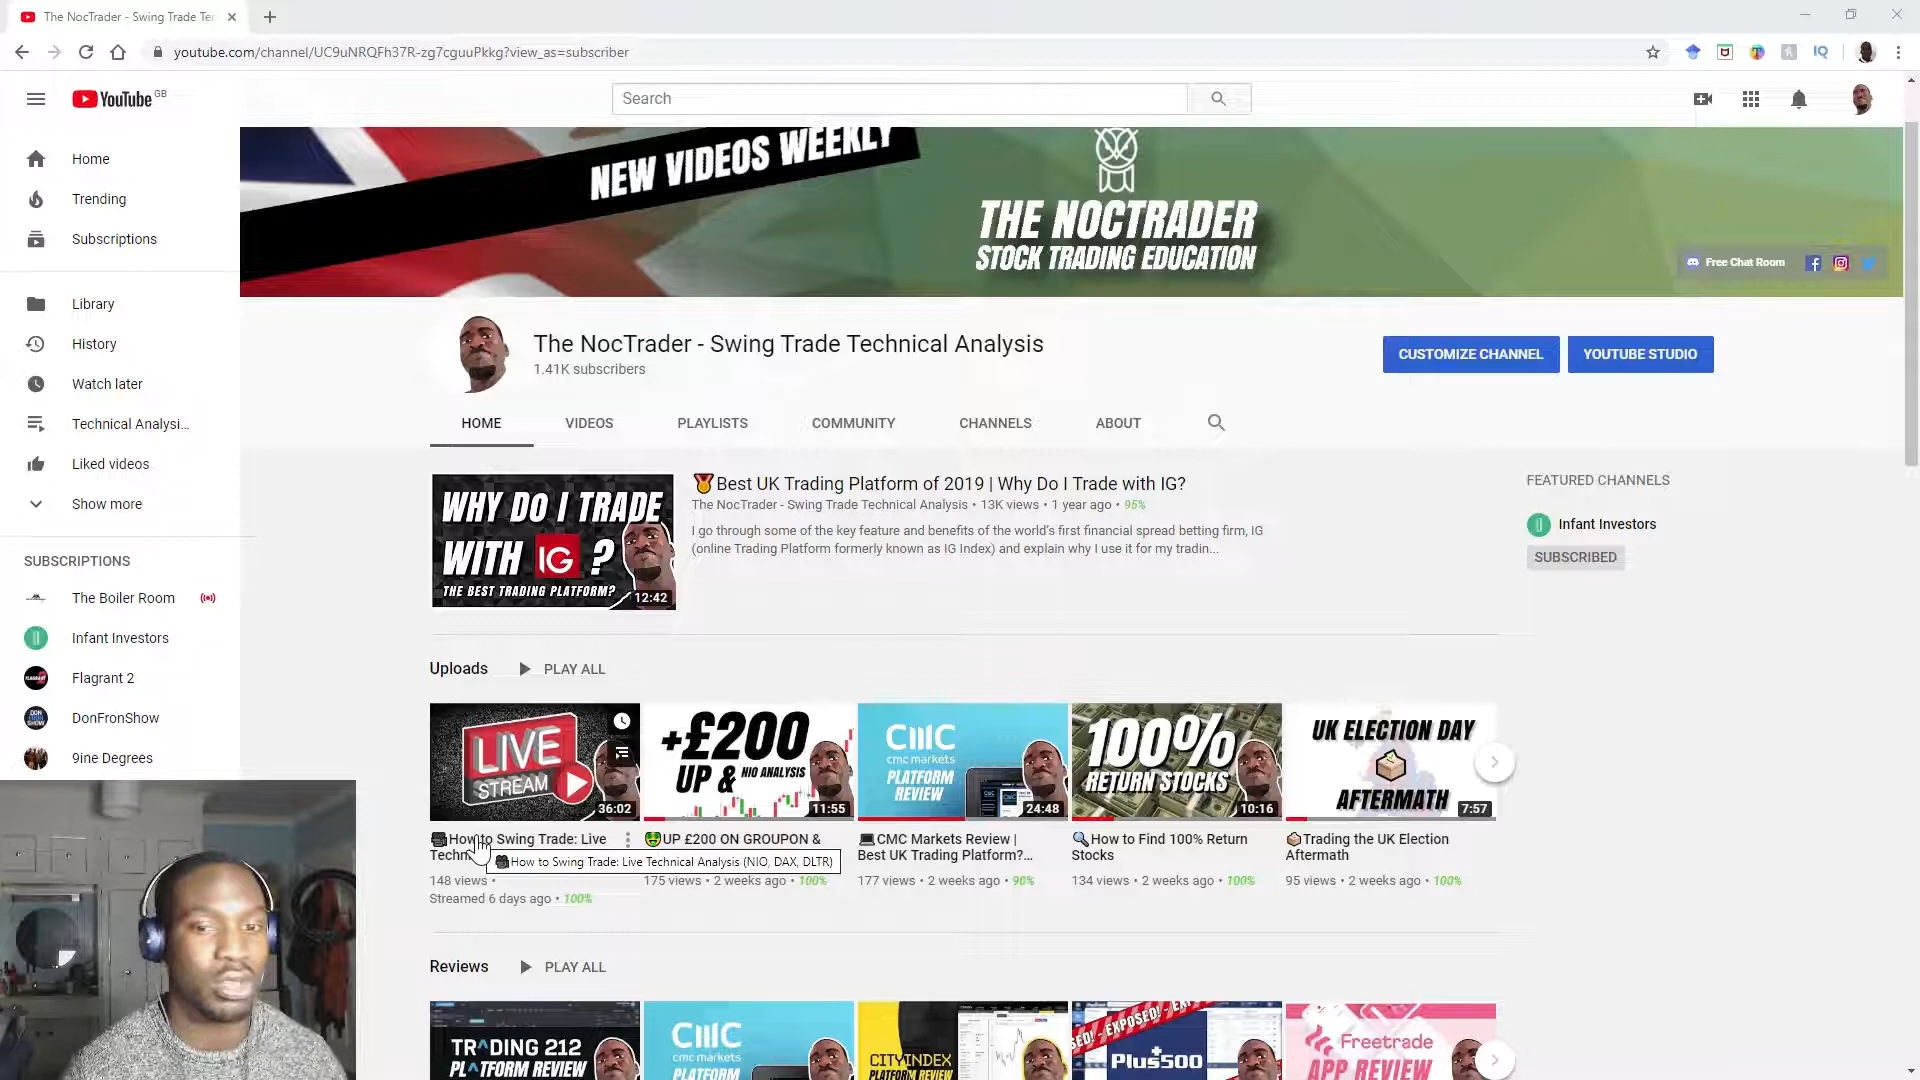 The NocTrader - Swing Trade Tec
youtube.com/channel/UC9uNRQFh37R-zg7cguuPkkg?view_as=subscriber
YouTube GB
Search
Home
Trending
Subscriptions
Library
History
Watch later
Technical Analysi...
Liked videos
Show more
SUBSCRIPTIONS
The Boiler Room
Infant Investors
Flagrant 2
DonFronShow
9ine Degrees
NEW VIDEOS WEEKLY
THE NOCTRADER
STOCK TRADING EDUCATION
Free Chat Room
The NocTrader - Swing Trade Technical Analysis
1.41K subscribers
CUSTOMIZE CHANNEL
YOUTUBE STUDIO
HOME
VIDEOS
PLAYLISTS
COMMUNITY
CHANNELS
ABOUT
WHY DO I TRADE
WITH IG ?
THE BEST TRADING PLATFORM?
12:42
🏅Best UK Trading Platform of 2019 | Why Do I Trade with IG?
The NocTrader - Swing Trade Technical Analysis • 13K views • 1 year ago • 95%
I go through some of the key feature and benefits of the world's first financial spread betting firm, IG
(online Trading Platform formerly known as IG Index) and explain why I use it for my tradin...
FEATURED CHANNELS
Infant Investors
SUBSCRIBED
Uploads
PLAY ALL
LIVE
STREAM
36:02
How to Swing Trade: Live
Techn
148 views •
Streamed 6 days ago • 100%
+£200
UP & NIO ANALYSIS
11:55
🤑UP £200 ON GROUPON &
How to Swing Trade: Live Technical Analysis (NIO, DAX, DLTR)
175 views • 2 weeks ago • 100%
CMC
cmc markets
PLATFORM
REVIEW
24:48
💻CMC Markets Review |
Best UK Trading Platform?...
177 views • 2 weeks ago • 90%
100%
RETURN STOCKS
10:16
🔍How to Find 100% Return
Stocks
134 views • 2 weeks ago • 100%
UK ELECTION DAY
AFTERMATH
7:57
🗳Trading the UK Election
Aftermath
95 views • 2 weeks ago • 100%
Reviews
PLAY ALL
TRADING 212
PLATFORM REVIEW
CMC
cmc markets
PLATFORM
CITYINDEX
PLATFORM REVIEW
EXPOSED!
Plus500
Freetrade
APP REVIEW